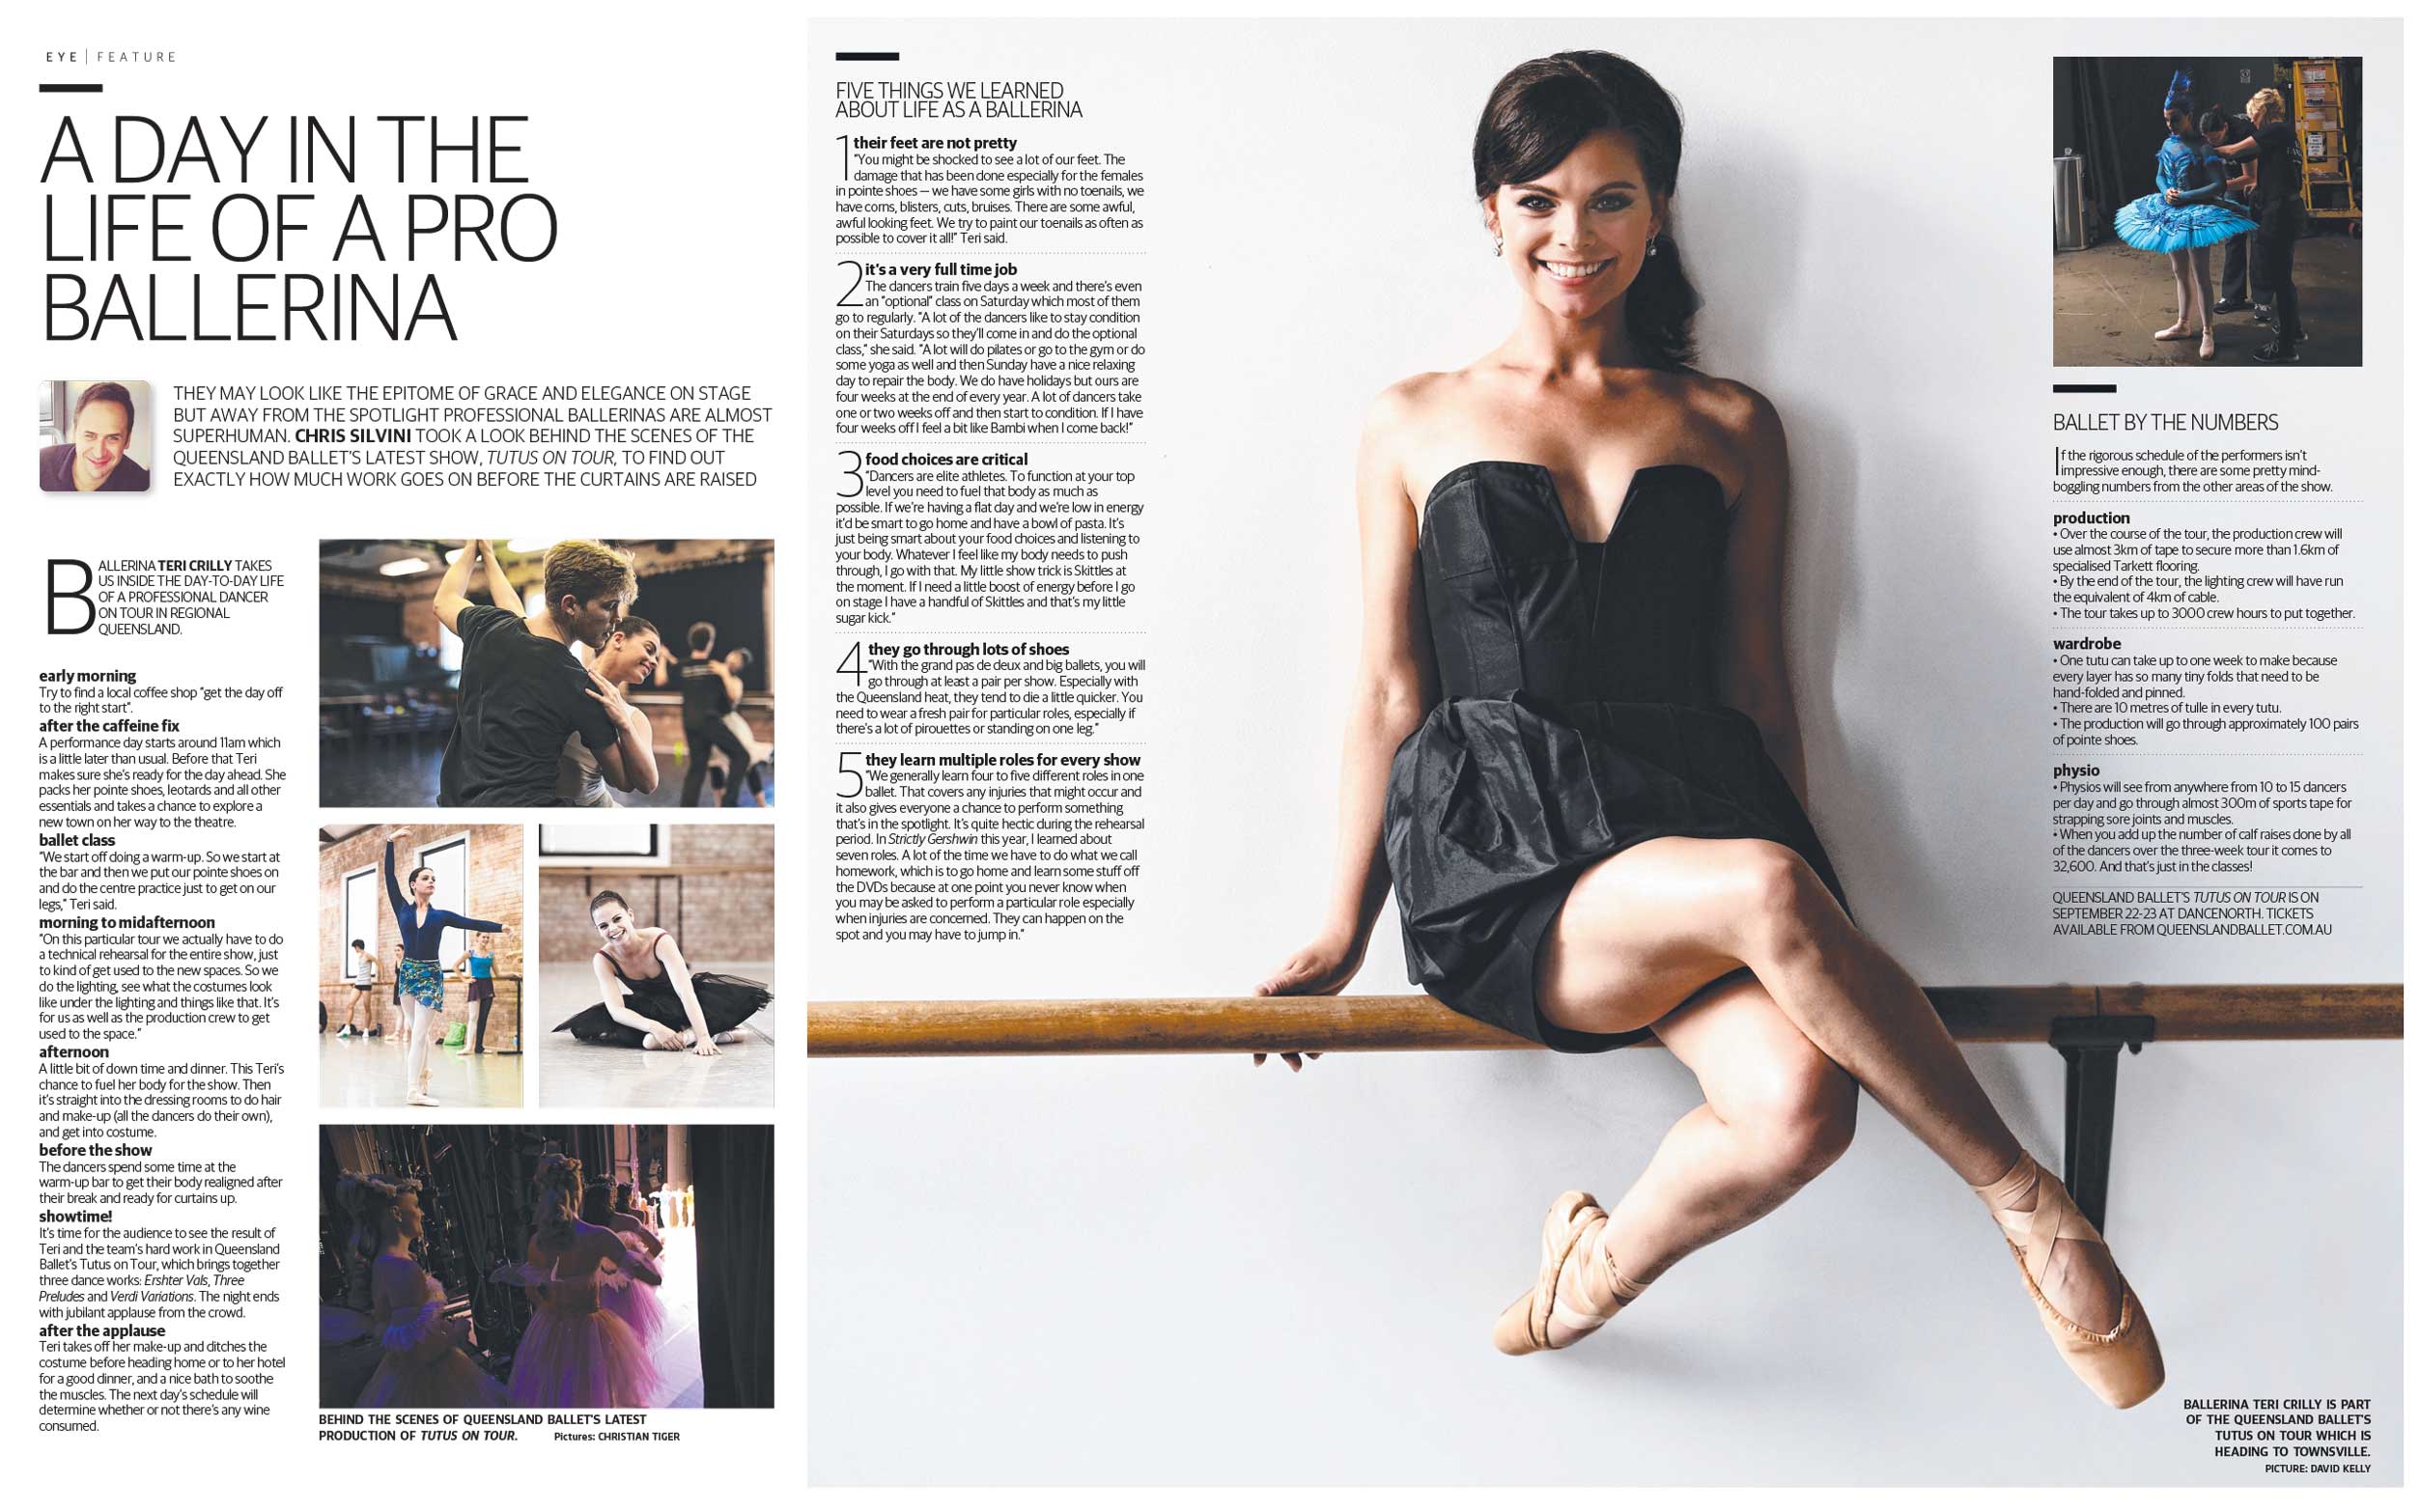 EYE | FEATURE
A DAY IN THE
LIFE OF A PRO
BALLERINA
THEY MAY LOOK LIKE THE EPITOME OF GRACE AND ELEGANCE ON STAGE
BUT AWAY FROM THE SPOTLIGHT PROFESSIONAL BALLERINAS ARE ALMOST
SUPERHUMAN. CHRIS SILVINI TOOK A LOOK BEHIND THE SCENES OF THE
QUEENSLAND BALLET'S LATEST SHOW, TUTUS ON TOUR, TO FIND OUT
EXACTLY HOW MUCH WORK GOES ON BEFORE THE CURTAINS ARE RAISED
BALLERINA TERI CRILLY TAKES
US INSIDE THE DAY-TO-DAY LIFE
OF A PROFESSIONAL DANCER
ON TOUR IN REGIONAL
QUEENSLAND.
early morning
Try to find a local coffee shop "get the day off
to the right start".
after the caffeine fix
A performance day starts around 11am which
is a little later than usual. Before that Teri
makes sure she's ready for the day ahead. She
packs her pointe shoes, leotards and all other
essentials and takes a chance to explore a
new town on her way to the theatre.
ballet class
"We start off doing a warm-up. So we start at
the bar and then we put our pointe shoes on
and do the centre practice just to get on our
legs," Teri said.
morning to midafternoon
"On this particular tour we actually have to do
a technical rehearsal for the entire show, just
to kind of get used to the new spaces. So we
do the lighting, see what the costumes look
like under the lighting and things like that. It's
for us as well as the production crew to get
used to the space."
afternoon
A little bit of down time and dinner. This Teri's
chance to fuel her body for the show. Then
it's straight into the dressing rooms to do hair
and make-up (all the dancers do their own),
and get into costume.
before the show
The dancers spend some time at the
warm-up bar to get their body realigned after
their break and ready for curtains up.
showtime!
It's time for the audience to see the result of
Teri and the team's hard work in Queensland
Ballet's Tutus on Tour, which brings together
three dance works: Ershter Vals, Three
Preludes and Verdi Variations. The night ends
with jubilant applause from the crowd.
after the applause
Teri takes off her make-up and ditches the
costume before heading home or to her hotel
for a good dinner, and a nice bath to soothe
the muscles. The next day's schedule will
determine whether or not there's any wine
consumed.
BEHIND THE SCENES OF QUEENSLAND BALLET'S LATEST
PRODUCTION OF TUTUS ON TOUR. Pictures: CHRISTIAN TIGER
FIVE THINGS WE LEARNED
ABOUT LIFE AS A BALLERINA
1 their feet are not pretty
"You might be shocked to see a lot of our feet. The
damage that has been done especially for the females
in pointe shoes – we have some girls with no toenails, we
have corns, blisters, cuts, bruises. There are some awful,
awful looking feet. We try to paint our toenails as often as
possible to cover it all!" Teri said.
2 it's a very full time job
The dancers train five days a week and there's even
an "optional" class on Saturday which most of them
go to regularly. "A lot of the dancers like to stay condition
on their Saturdays so they'll come in and do the optional
class," she said. "A lot will do pilates or go to the gym or do
some yoga as well and then Sunday have a nice relaxing
day to repair the body. We do have holidays but ours are
four weeks at the end of every year. A lot of dancers take
one or two weeks off and then start to condition. If I have
four weeks off I feel a bit like Bambi when I come back!"
3 food choices are critical
"Dancers are elite athletes. To function at your top
level you need to fuel that body as much as
possible. If we're having a flat day and we're low in energy
it'd be smart to go home and have a bowl of pasta. It's
just being smart about your food choices and listening to
your body. Whatever I feel like my body needs to push
through, I go with that. My little show trick is Skittles at
the moment. If I need a little boost of energy before I go
on stage I have a handful of Skittles and that's my little
sugar kick."
4 they go through lots of shoes
"With the grand pas de deux and big ballets, you will
go through at least a pair per show. Especially with
the Queensland heat, they tend to die a little quicker. You
need to wear a fresh pair for particular roles, especially if
there's a lot of pirouettes or standing on one leg."
5 they learn multiple roles for every show
"We generally learn four to five different roles in one
ballet. That covers any injuries that might occur and
it also gives everyone a chance to perform something
that's in the spotlight. It's quite hectic during the rehearsal
period. In Strictly Gershwin this year, I learned about
seven roles. A lot of the time we have to do what we call
homework, which is to go home and learn some stuff off
the DVDs because at one point you never know when
you may be asked to perform a particular role especially
when injuries are concerned. They can happen on the
spot and you may have to jump in."
BALLET BY THE NUMBERS
If the rigorous schedule of the performers isn't
impressive enough, there are some pretty mind-
boggling numbers from the other areas of the show.
production
• Over the course of the tour, the production crew will
use almost 3km of tape to secure more than 1.6km of
specialised Tarkett flooring.
• By the end of the tour, the lighting crew will have run
the equivalent of 4km of cable.
• The tour takes up to 3000 crew hours to put together.
wardrobe
• One tutu can take up to one week to make because
every layer has so many tiny folds that need to be
hand-folded and pinned.
• There are 10 metres of tulle in every tutu.
• The production will go through approximately 100 pairs
of pointe shoes.
physio
• Physios will see from anywhere from 10 to 15 dancers
per day and go through almost 300m of sports tape for
strapping sore joints and muscles.
• When you add up the number of calf raises done by all
of the dancers over the three-week tour it comes to
32,600. And that's just in the classes!
QUEENSLAND BALLET'S TUTUS ON TOUR IS ON
SEPTEMBER 22-23 AT DANCENORTH. TICKETS
AVAILABLE FROM QUEENSLANDBALLET.COM.AU
BALLERINA TERI CRILLY IS PART
OF THE QUEENSLAND BALLET'S
TUTUS ON TOUR WHICH IS
HEADING TO TOWNSVILLE.
PICTURE: DAVID KELLY